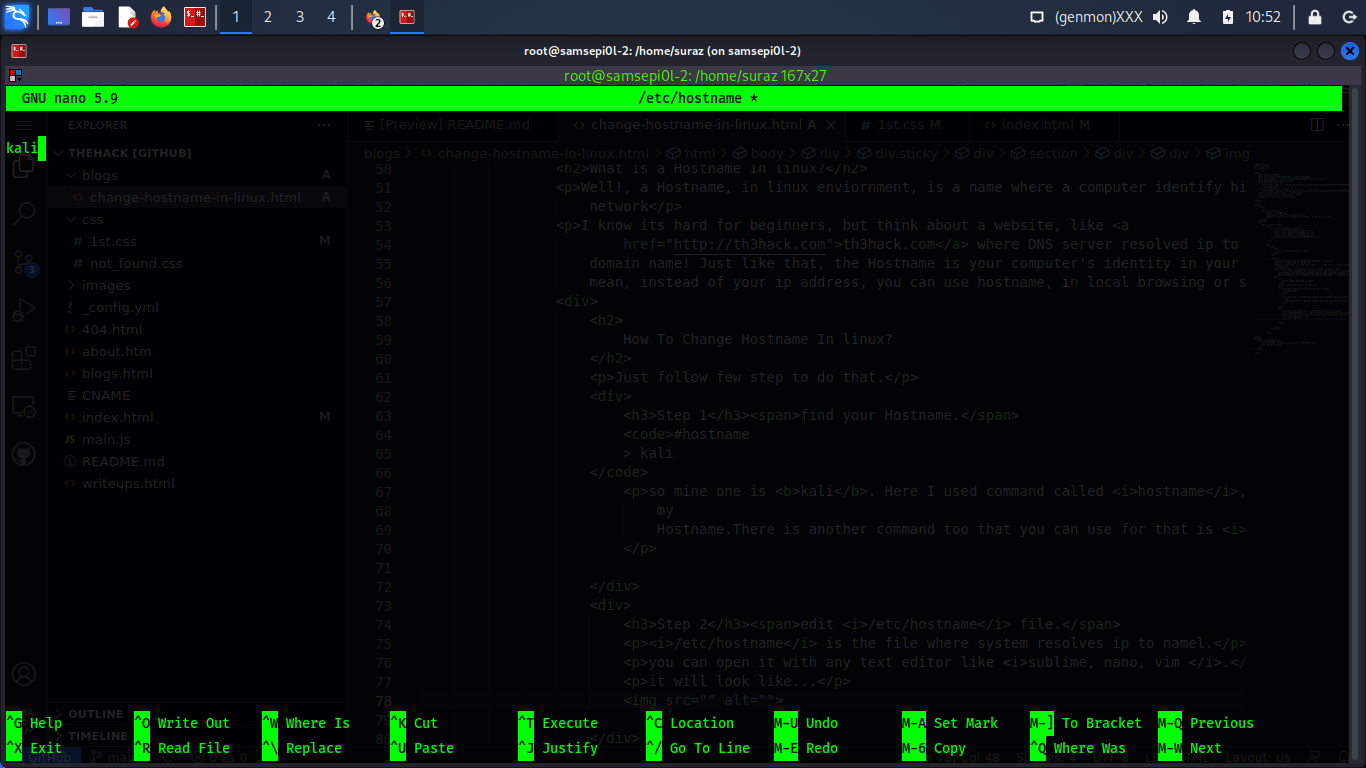 1 2 3 4 2 (genmon)XXX 10:52
root@samsepi0l-2: /home/suraz (on samsepi0l-2)
root@samsepi0l-2: /home/suraz 167x27
GNU nano 5.9 /etc/hostname *
EXPLORER ··· [Preview] README.md change-hostname-in-linux.html A × # 1st.css M index.html M ···
kali
THEHACK [GITHUB] blogs > change-hostname-in-linux.html > html > body > div > div.sticky > div > section > div > div > img
blogs A
change-hostname-in-linux.html A
css
# 1st.css M
# not_found.css
images
! _config.yml
404.html
about.htm
blogs.html
CNAME
index.html M
JS main.js
README.md
writeups.html
3
50 <h2>What is a Hostname In linux?</h2>
51 <p>Well!, a Hostname, in linux enviornment, is a name where a computer identify hi
52 network</p>
53 <p>I know its hard for beginners, but think about a website, like <a
54 href="http://th3hack.com">th3hack.com</a> where DNS server resolved ip to
55 domain name! Just like that, the Hostname is your computer's identity in your
56 mean, instead of your ip address, you can use hostname, in local browsing or s
57 <div>
58 <h2>
59 How To Change Hostname In linux?
60 </h2>
61 <p>Just follow few step to do that.</p>
62 <div>
63 <h3>Step 1</h3><span>find your Hostname.</span>
64 <code>#hostname
65 > kali
66 </code>
67 <p>so mine one is <b>kali</b>. Here I used command called <i>hostname</i>,
68 my
69 Hostname.There is another command too that you can use for that is <i>
70 </p>
71
72 </div>
73 <div>
74 <h3>Step 2</h3><span>edit <i>/etc/hostname</i> file.</span>
75 <p><i>/etc/hostname</i> is the file where system resolves ip to namel.</p>
76 <p>you can open it with any text editor like <i>sublime, nano, vim </i>.</
77 <p>it will look like...</p>
78 <img src="" alt="">
80 </div>
OUTLINE
TIMELINE
^G Help ^O Write Out ^W Where Is ^K Cut ^T Execute ^C Location M-U Undo M-A Set Mark M-] To Bracket M-Q Previous
^X Exit ^R Read File ^\ Replace ^U Paste ^J Justify ^/ Go To Line M-E Redo M-6 Copy ^Q Where Was M-W Next
GitHub Layout: us